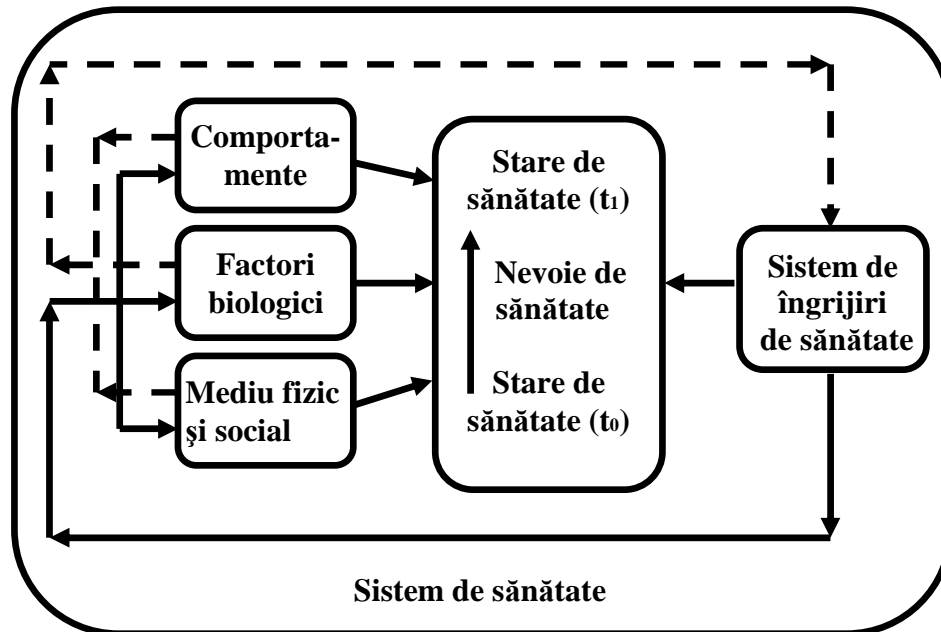 Comporta-
mente
Factori
biologici
Mediu fizic
şi social
Stare de
sănătate (t₁)
Nevoie de
sănătate
Stare de
sănătate (t₀)
Sistem de
îngrijiri
de sănătate
Sistem de sănătate